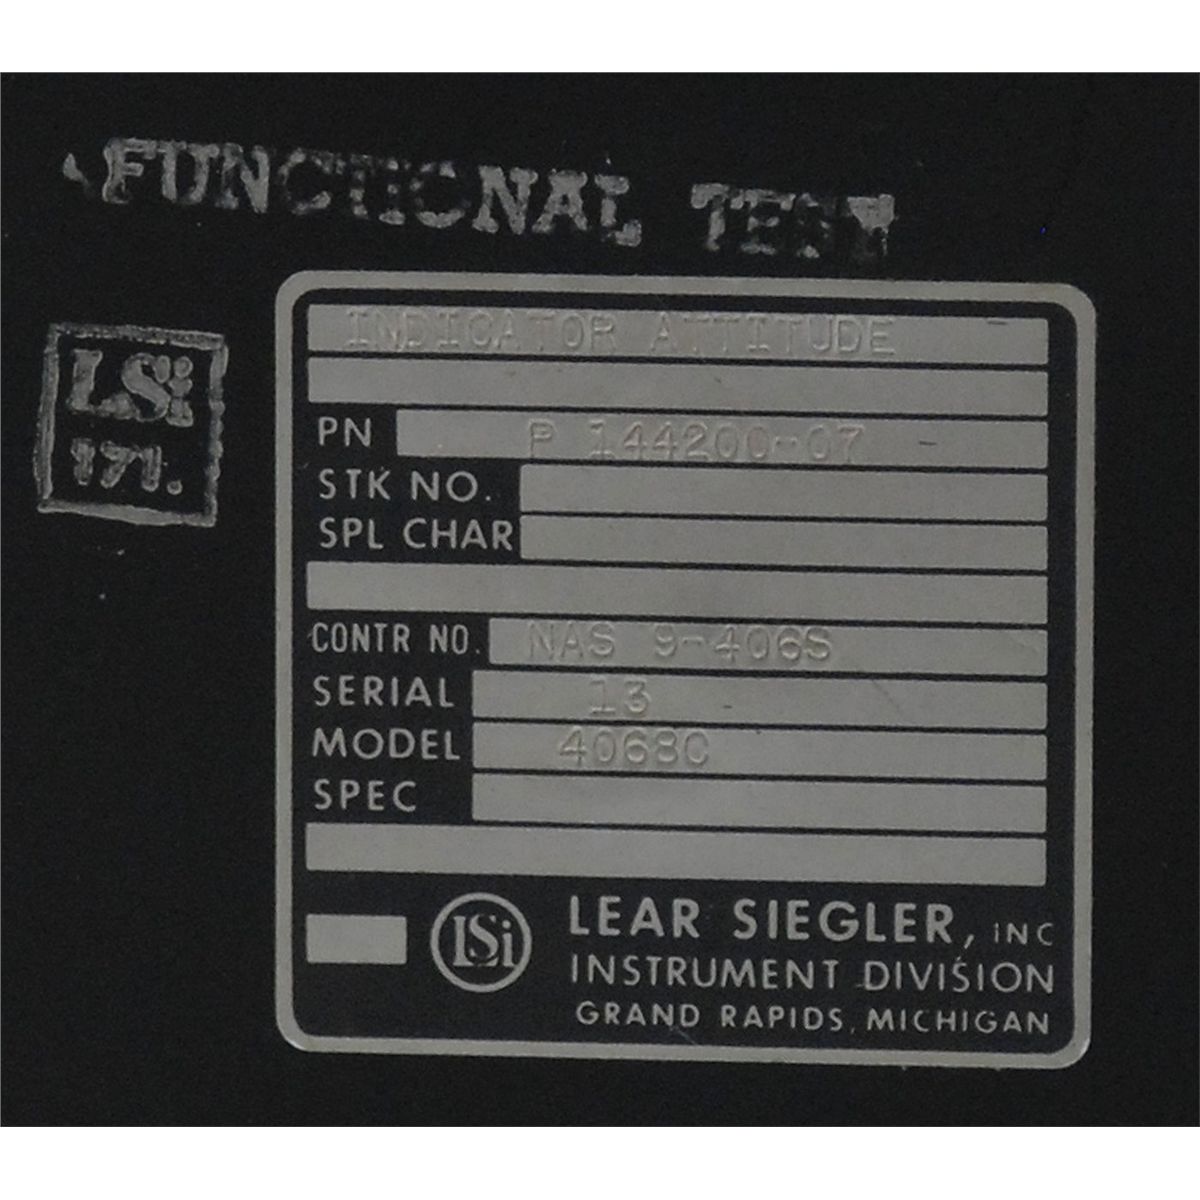 FUNCTIONAL TEST
LSi
171.
INDICATOR ATTITUDE
PN P 144200-07
STK NO.
SPL CHAR
CONTR NO. NAS 9-406S
SERIAL 13
MODEL 4068C
SPEC
LSi
LEAR SIEGLER, INC
INSTRUMENT DIVISION
GRAND RAPIDS, MICHIGAN